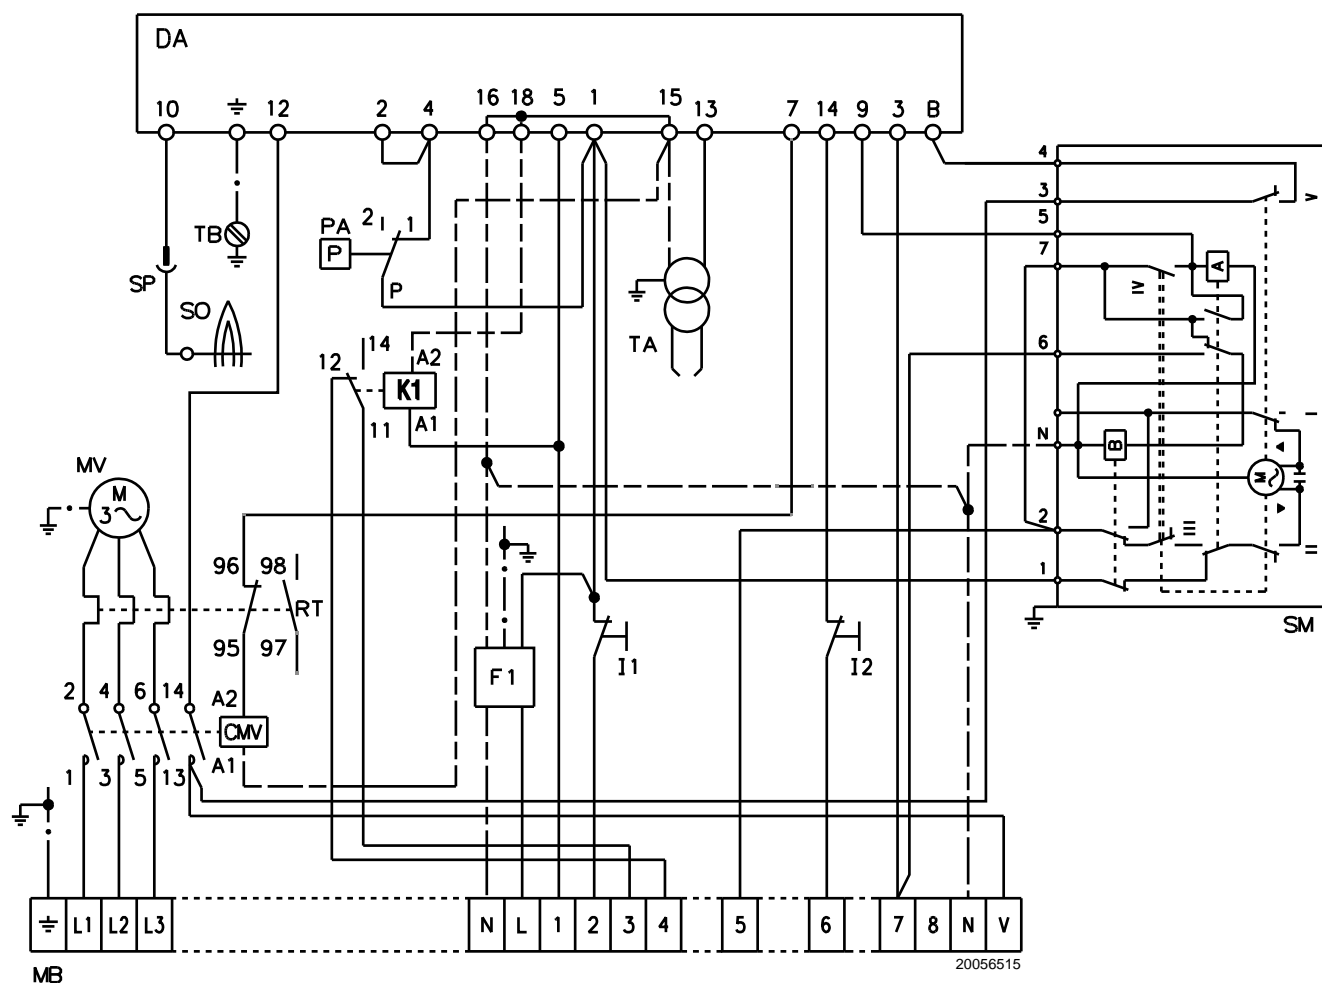 DA
10 12 2 4 16 18 5 1 15 13 7 14 9 3 B
4
3
V
5
7
A
IV
6
I
N
B
M
2
III
II
1
SM
PA 2 1
P
P
TB
SP
SO
TA
12 14
A2
K1
11 A1
MV
M
3
96 98
RT
95 97
F1
I1
I2
2 4 6 14 A2
CMV
1 3 5 13 A1
L1 L2 L3 N L 1 2 3 4 5 6 7 8 N V
MB
20056515